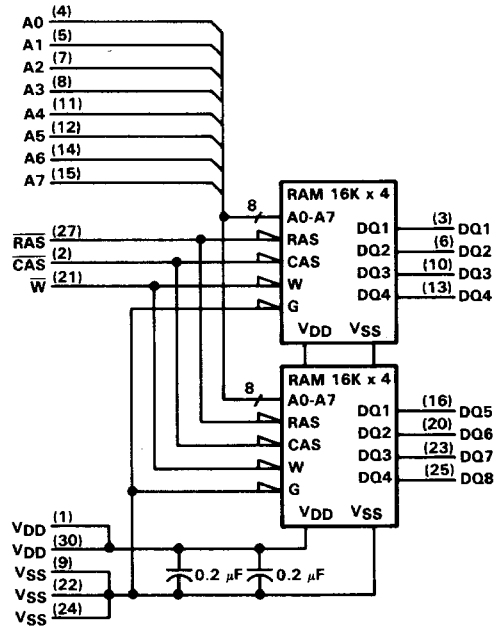 A0 (4)
A1 (5)
A2 (7)
A3 (8)
A4 (11)
A5 (12)
A6 (14)
A7 (15)
RAS (27)
CAS (2)
W (21)
8
RAM 16K x 4
A0-A7
RAS
CAS
W
G
DQ1 (3) DQ1
DQ2 (6) DQ2
DQ3 (10) DQ3
DQ4 (13) DQ4
VDD VSS
8
RAM 16K x 4
A0-A7
RAS
CAS
W
G
DQ1 (16) DQ5
DQ2 (20) DQ6
DQ3 (23) DQ7
DQ4 (25) DQ8
VDD VSS
VDD (1)
VDD (30)
VSS (9)
VSS (22)
VSS (24)
0.2 μF 0.2 μF